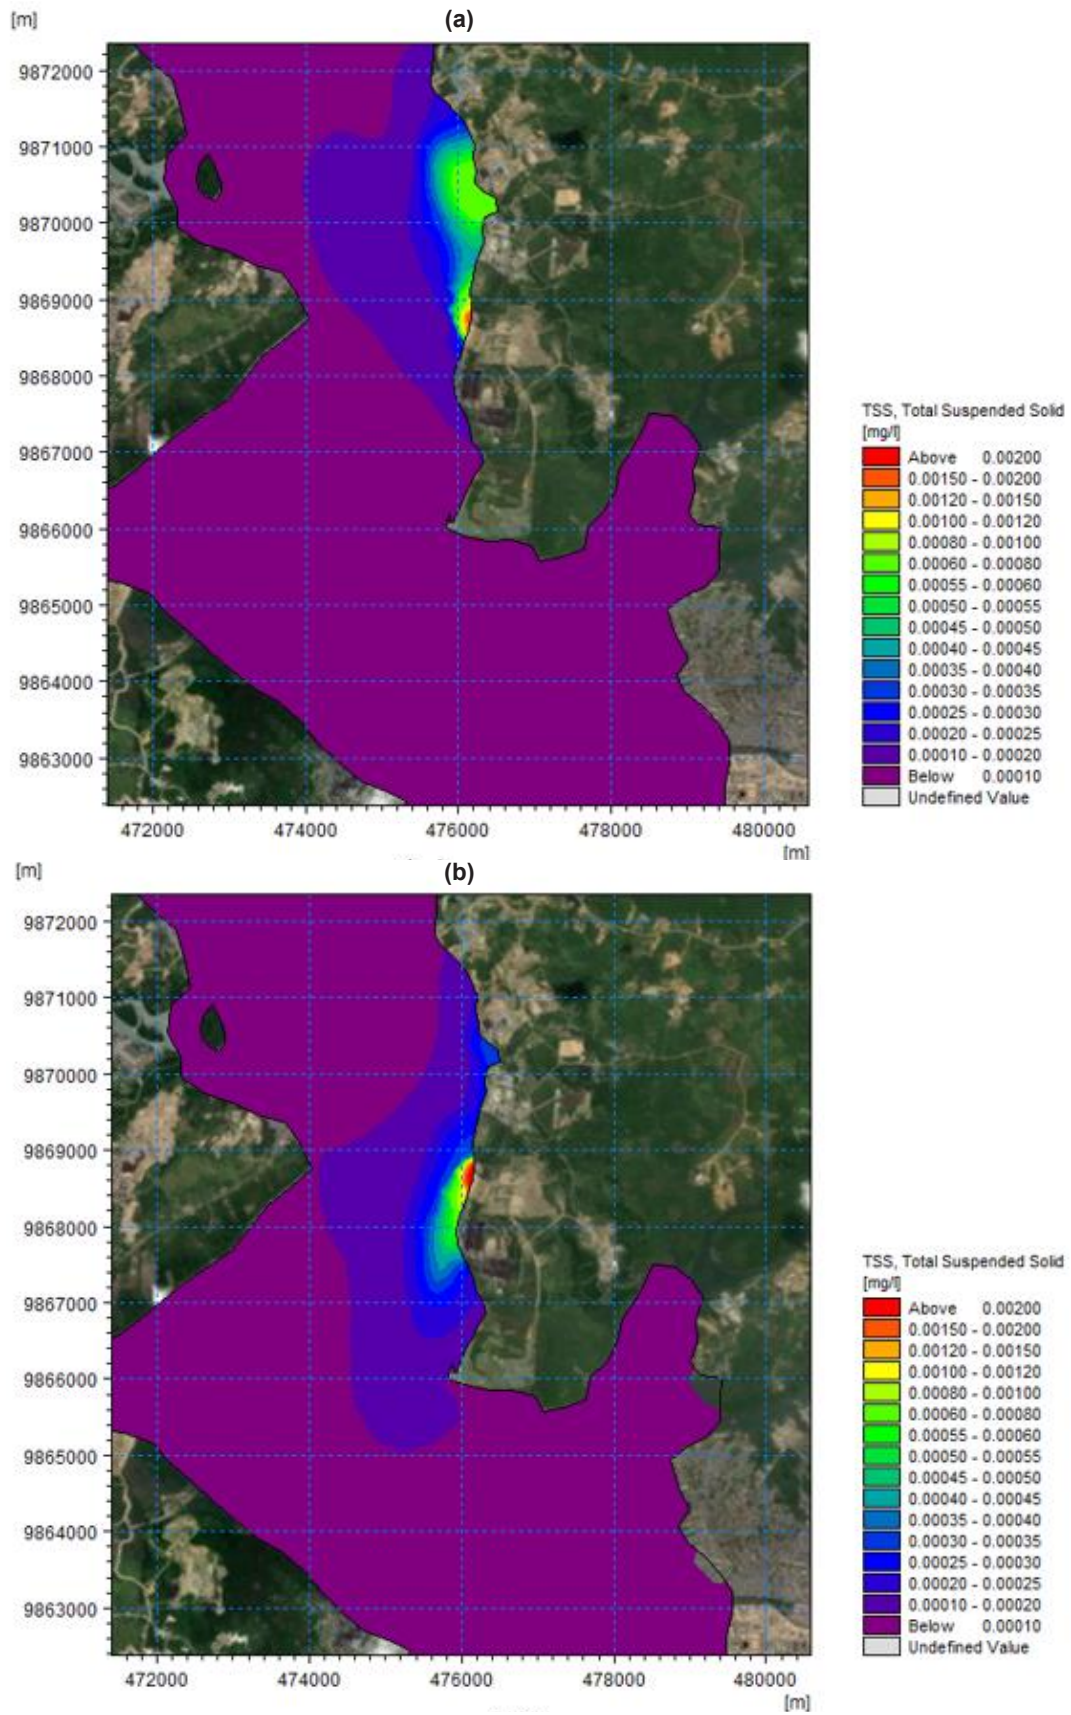 [m]
(a)
9872000
9871000
9870000
9869000
9868000
9867000
9866000
9865000
9864000
9863000
472000 474000 476000 478000 480000
[m]
TSS, Total Suspended Solid
[mg/l]
Above 0.00200
0.00150 - 0.00200
0.00120 - 0.00150
0.00100 - 0.00120
0.00080 - 0.00100
0.00060 - 0.00080
0.00055 - 0.00060
0.00050 - 0.00055
0.00045 - 0.00050
0.00040 - 0.00045
0.00035 - 0.00040
0.00030 - 0.00035
0.00025 - 0.00030
0.00020 - 0.00025
0.00010 - 0.00020
Below 0.00010
Undefined Value
[m]
(b)
9872000
9871000
9870000
9869000
9868000
9867000
9866000
9865000
9864000
9863000
472000 474000 476000 478000 480000
[m]
TSS, Total Suspended Solid
[mg/l]
Above 0.00200
0.00150 - 0.00200
0.00120 - 0.00150
0.00100 - 0.00120
0.00080 - 0.00100
0.00060 - 0.00080
0.00055 - 0.00060
0.00050 - 0.00055
0.00045 - 0.00050
0.00040 - 0.00045
0.00035 - 0.00040
0.00030 - 0.00035
0.00025 - 0.00030
0.00020 - 0.00025
0.00010 - 0.00020
Below 0.00010
Undefined Value